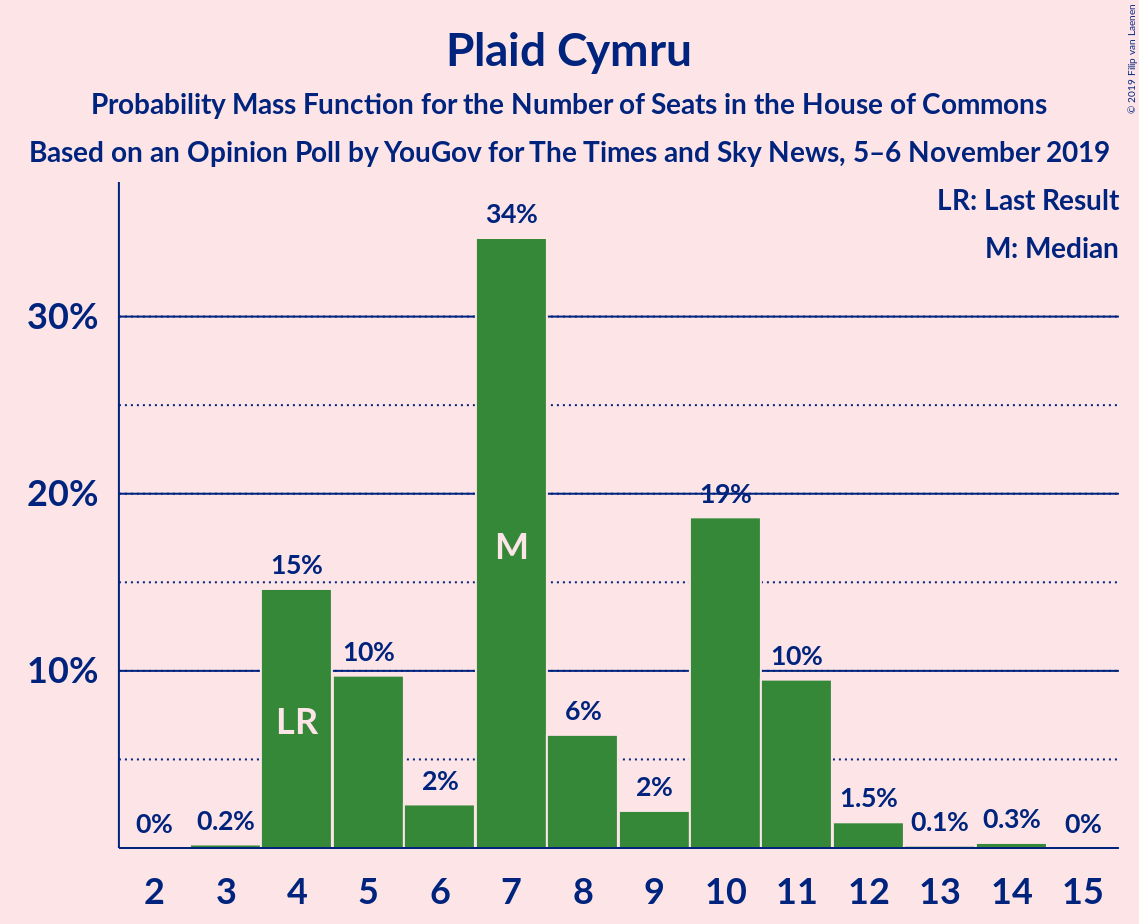 Plaid Cymru
Probability Mass Function for the Number of Seats in the House of Commons
Based on an Opinion Poll by YouGov for The Times and Sky News, 5–6 November 2019
© 2019 Filip van Laenen
LR: Last Result
M: Median
30%
20%
10%
0%
0.2%
15%
10%
2%
34%
6%
2%
19%
10%
1.5%
0.1%
0.3%
0%
LR
M
2 3 4 5 6 7 8 9 10 11 12 13 14 15